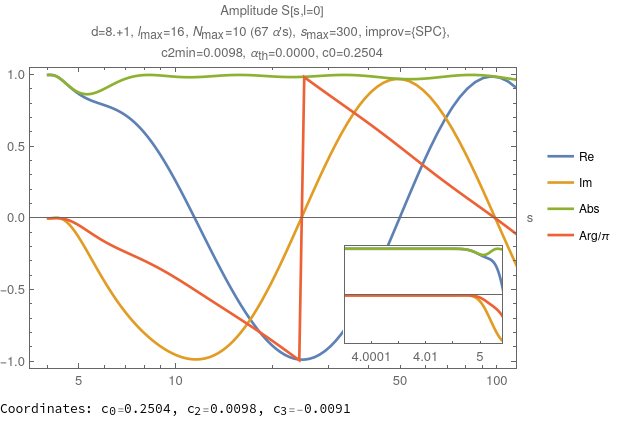 Amplitude S[s,l=0]
d=8.+1, lmax=16, Nmax=10 (67 α's), smax=300, improv={SPC},
c2min=0.0098, αth=0.0000, c0=0.2504
1.0
0.5
0.0
-0.5
-1.0
s
5 10 50 100
4.0001 4.01 5
Re
Im
Abs
Arg/π
Coordinates: c0=0.2504, c2=0.0098, c3=-0.0091